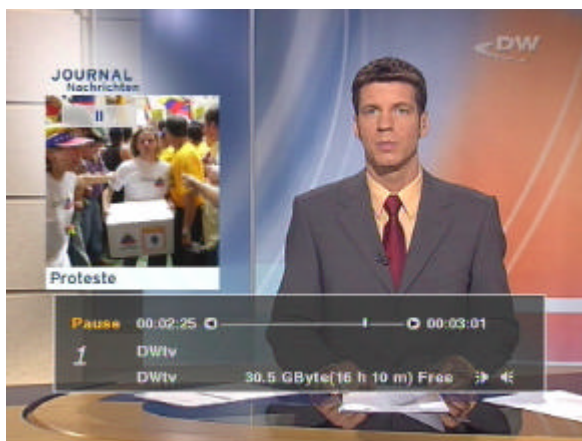 DW
JOURNAL
Nachrichten
Proteste
Pause 00:02:25 00:03:01
1 DWtv
DWtv 30.5 GByte(16 h 10 m) Free